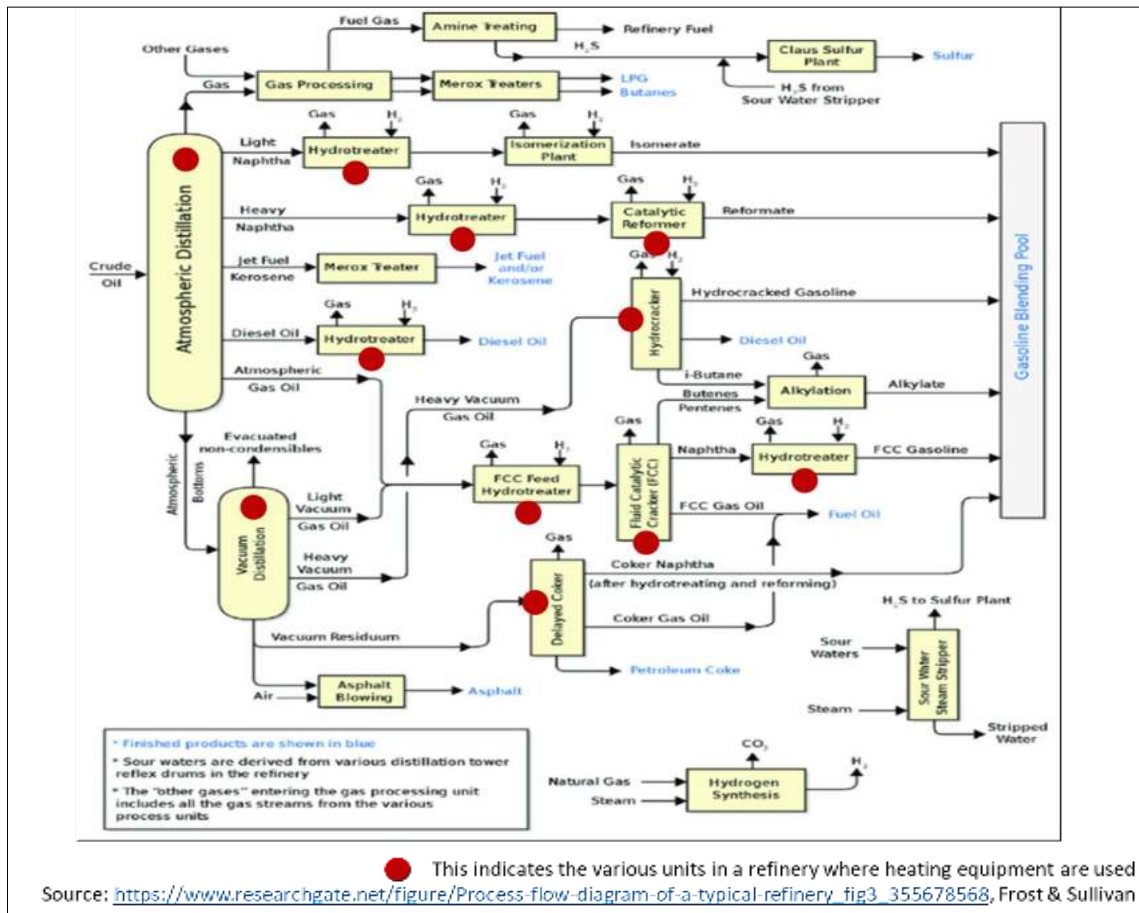 Fuel Gas
Amine Treating
Refinery Fuel
Other Gases
H₂S
Claus Sulfur
Plant
Sulfur
Gas
Gas Processing
Merox Treaters
LPG
Butanes
H₂S from
Sour Water Stripper
Light
Naphtha
Gas
H₂
Hydrotreater
Gas
H₂
Isomerization
Plant
Isomerate
Atmospheric Distillation
Heavy
Naphtha
Gas
H₂
Hydrotreater
Gas
H₂
Catalytic
Reformer
Reformate
Crude
Oil
Jet Fuel
Kerosene
Merox Treater
Jet Fuel
and/or
Kerosene
Gas
H₂
Hydrocracker
Hydrocracked Gasoline
Gasoline Blending Pool
Diesel Oil
Gas
H₂
Hydrotreater
Diesel Oil
Diesel Oil
Atmospheric
Gas Oil
i-Butane
Butenes
Pentenes
Gas
Alkylation
Alkylate
Heavy Vacuum
Gas Oil
Atmospheric
Bottoms
Evacuated
non-condensibles
Gas
H₂
FCC Feed
Hydrotreater
Gas
Fluid Catalytic
Cracker (FCC)
Naphtha
Gas
H₂
Hydrotreater
FCC Gasoline
Vacuum
Distillation
Light
Vacuum
Gas Oil
FCC Gas Oil
Fuel Oil
Heavy
Vacuum
Gas Oil
Gas
Delayed Coker
Coker Naphtha
(after hydrotreating and reforming)
Coker Gas Oil
Vacuum Residuum
Petroleum Coke
Air
Asphalt
Blowing
Asphalt
H₂S to Sulfur Plant
Sour
Waters
Sour Water
Steam Stripper
Steam
Stripped
Water
* Finished products are shown in blue
* Sour waters are derived from various distillation tower
reflex drums in the refinery
* The "other gases" entering the gas processing unit
includes all the gas streams from the various
process units
CO₂
H₂
Natural Gas
Steam
Hydrogen
Synthesis
This indicates the various units in a refinery where heating equipment are used
Source: https://www.researchgate.net/figure/Process-flow-diagram-of-a-typical-refinery_fig3_355678568, Frost & Sullivan